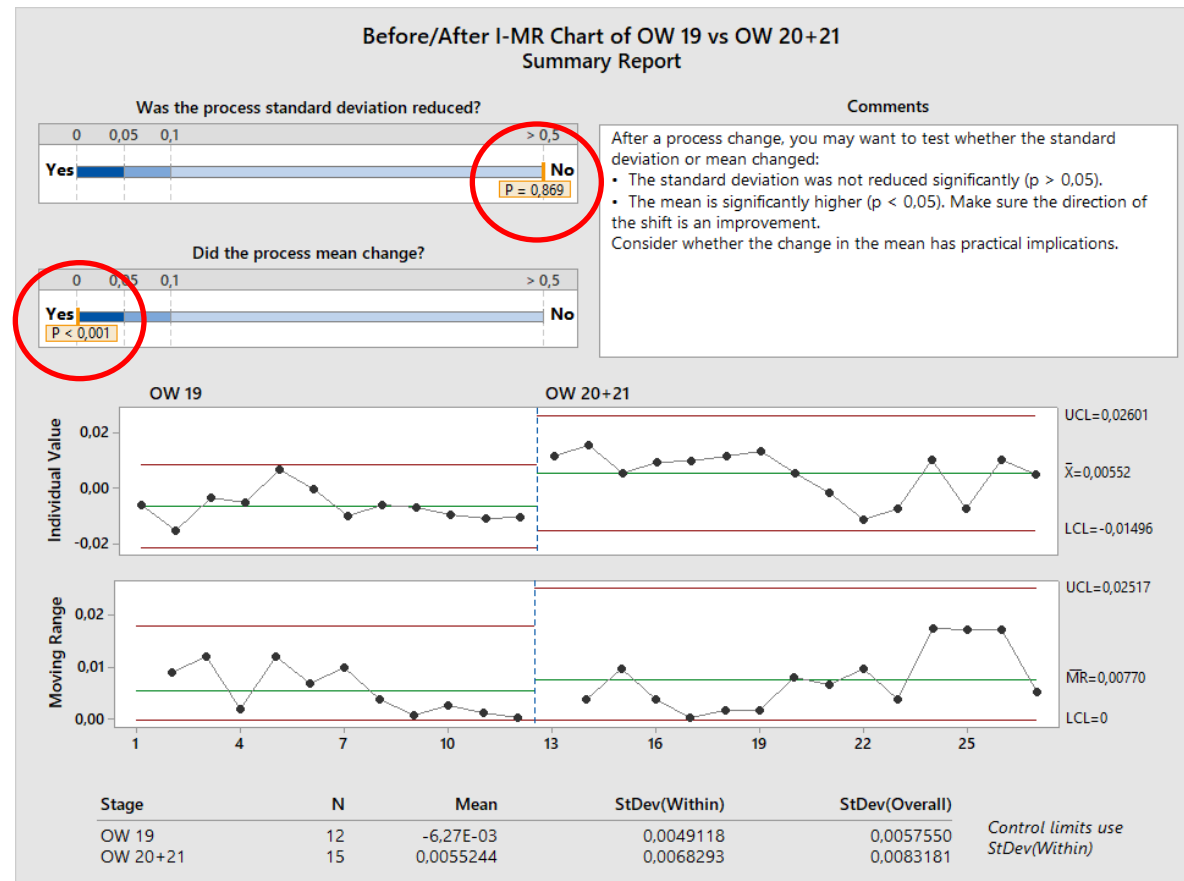 Before/After I-MR Chart of OW 19 vs OW 20+21
Summary Report
Was the process standard deviation reduced?
0 0,05 0,1 > 0,5
Yes No
P = 0,869
Did the process mean change?
0 0,05 0,1 > 0,5
Yes No
P < 0,001
Comments
After a process change, you may want to test whether the standard
deviation or mean changed:
• The standard deviation was not reduced significantly (p > 0,05).
• The mean is significantly higher (p < 0,05). Make sure the direction of
the shift is an improvement.
Consider whether the change in the mean has practical implications.
OW 19 OW 20+21
Individual Value
0,02
0,00
-0,02
UCL=0,02601
X̄=0,00552
LCL=-0,01496
Moving Range
0,02
0,01
0,00
UCL=0,02517
M̅R̅=0,00770
LCL=0
1 4 7 10 13 16 19 22 25
Stage N Mean StDev(Within) StDev(Overall)
OW 19 12 -6,27E-03 0,0049118 0,0057550
OW 20+21 15 0,0055244 0,0068293 0,0083181
Control limits use
StDev(Within)